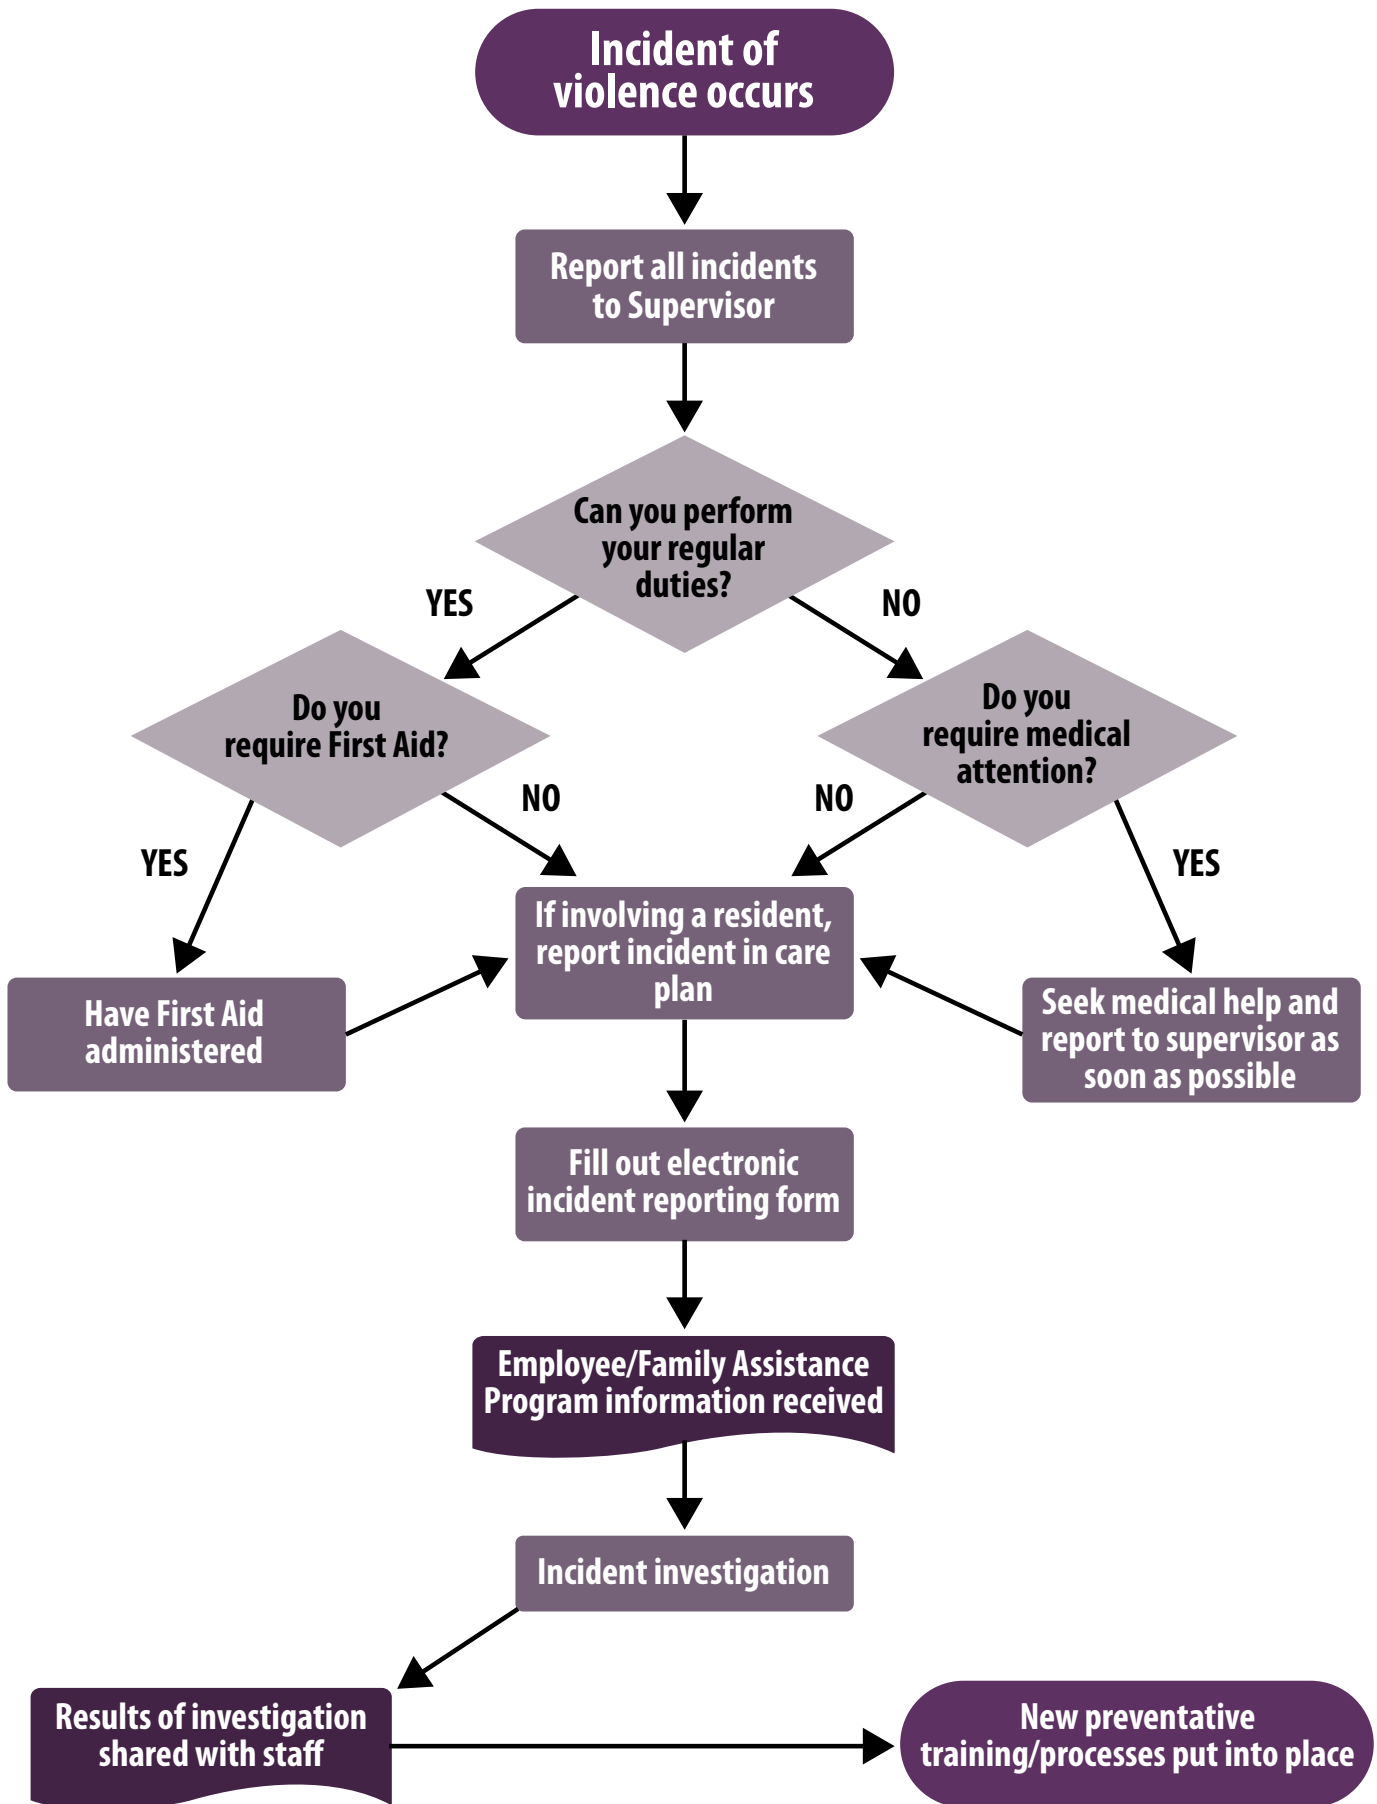 Incident of
violence occurs
Report all incidents
to Supervisor
Can you perform
your regular
duties?
YES
NO
Do you
require First Aid?
Do you
require medical
attention?
NO
NO
YES
YES
If involving a resident,
report incident in care
plan
Have First Aid
administered
Seek medical help and
report to supervisor as
soon as possible
Fill out electronic
incident reporting form
Employee/Family Assistance
Program information received
Incident investigation
Results of investigation
shared with staff
New preventative
training/processes put into place